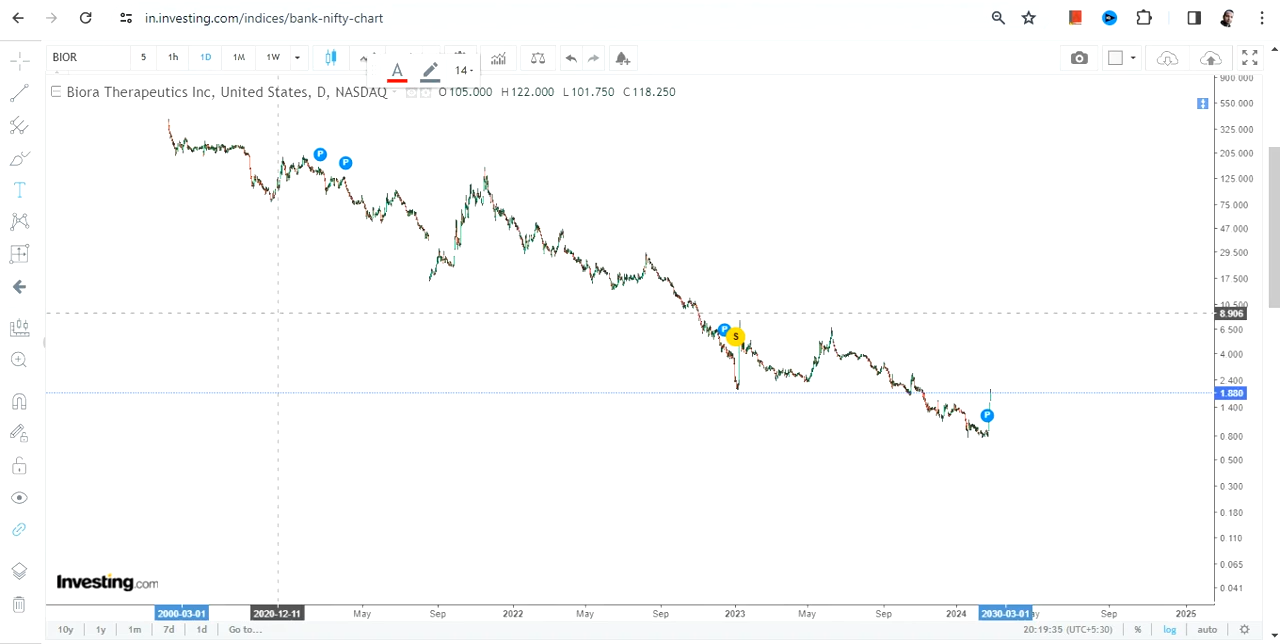 in.investing.com/indices/bank-nifty-chart
BIOR 5 1h 1D 1M 1W A 14
Biora Therapeutics Inc, United States, D, NASDAQ O105.000 H122.000 L101.750 C118.250
900.000
550.000
325.000
205.000
125.000
75.000
47.000
29.500
17.500
10.500
8.906
6.500
4.000
2.400
1.880
1.400
0.800
0.500
0.300
0.180
0.110
0.065
0.041
P
P
P
S
P
Investing.com
2000-03-01 2020-12-11 May Sep 2022 May Sep 2023 May Sep 2024 2030-03-01 Sep 2025
10y 1y 1m 7d 1d Go to... 20:19:35 (UTC+5:30) % log auto